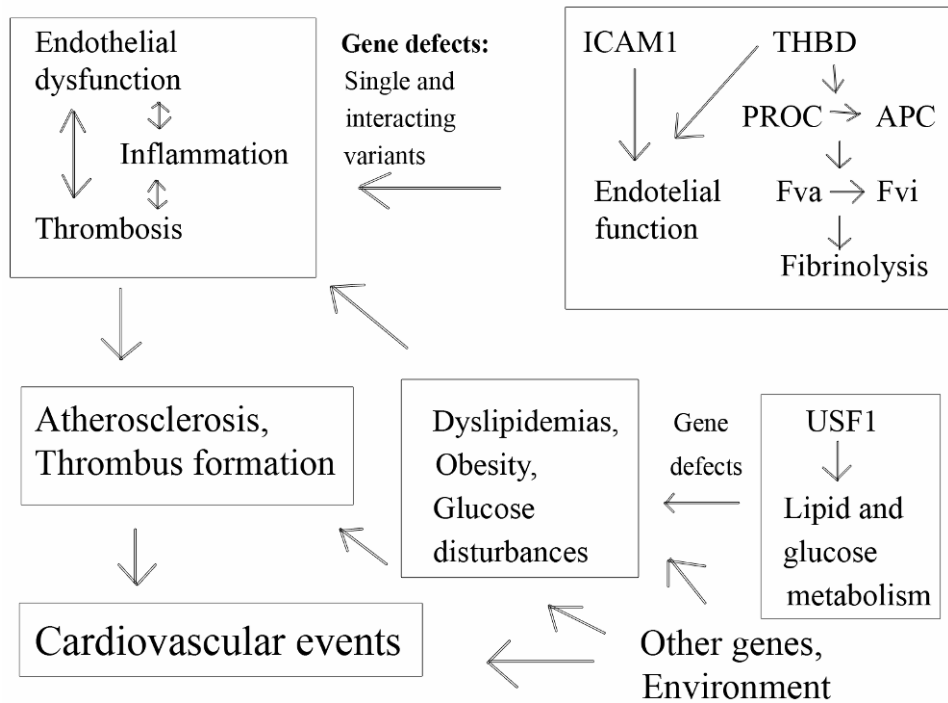 Endothelial
dysfunction
Inflammation
Thrombosis
Gene defects:
Single and
interacting
variants
ICAM1 THBD
PROC APC
Endotelial
function
Fva Fvi
Fibrinolysis
Atherosclerosis,
Thrombus formation
Dyslipidemias,
Obesity,
Glucose
disturbances
Gene
defects
USF1
Lipid and
glucose
metabolism
Cardiovascular events
Other genes,
Environment